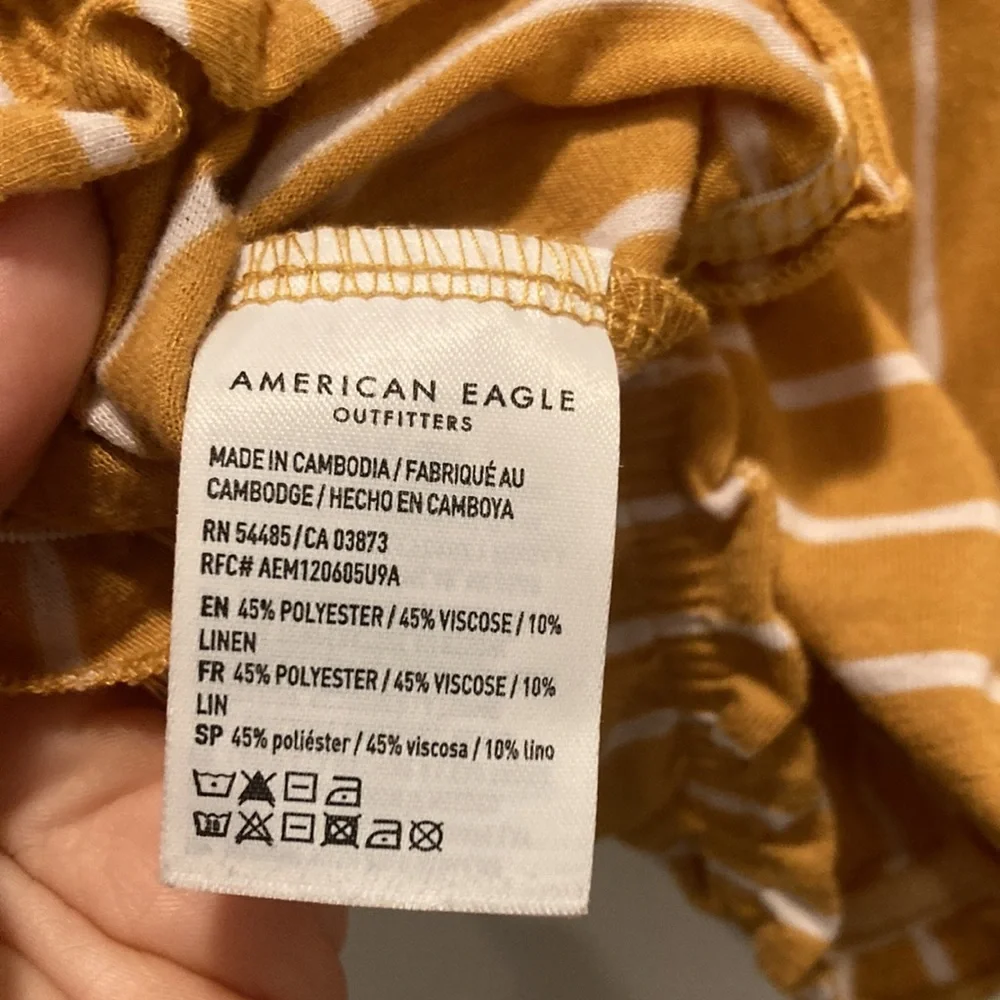 AMERICAN EAGLE
OUTFITTERS
MADE IN CAMBODIA / FABRIQUÉ AU
CAMBODGE / HECHO EN CAMBOYA
RN 54485/CA 03873
RFC# AEM120605U9A
EN 45% POLYESTER / 45% VISCOSE / 10%
LINEN
FR 45% POLYESTER / 45% VISCOSE / 10%
LIN
SP 45% poliéster / 45% viscosa / 10% lino